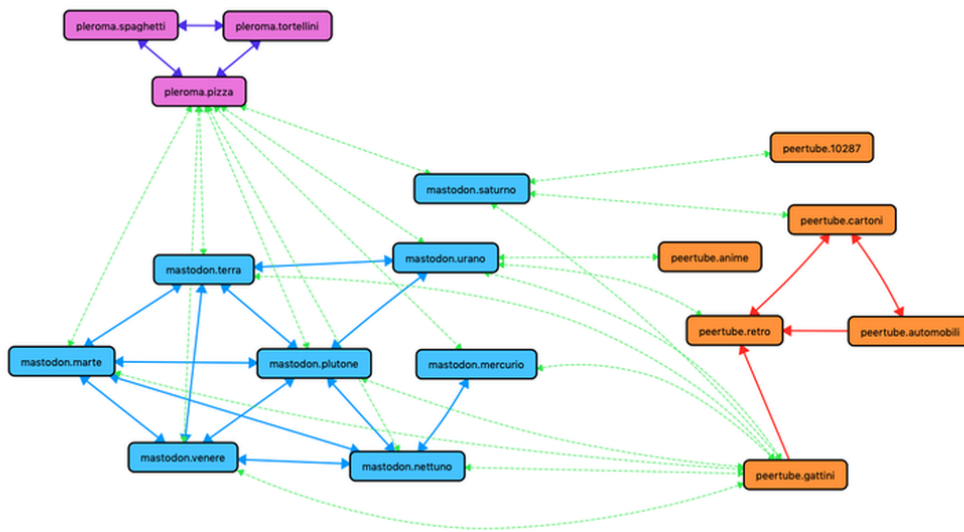 pleroma.spaghetti
pleroma.tortellini
pleroma.pizza
peertube.10287
mastodon.saturno
peertube.cartoni
mastodon.urano
peertube.anime
mastodon.terra
peertube.retro
peertube.automobili
mastodon.marte
mastodon.plutone
mastodon.mercurio
mastodon.venere
mastodon.nettuno
peertube.gattini